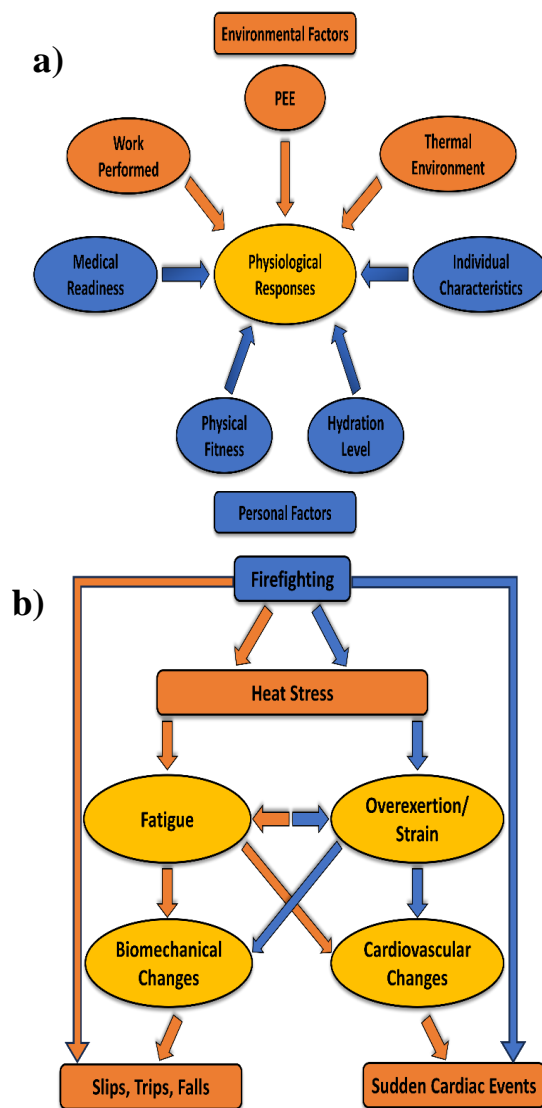 Environmental Factors
a)
PEE
Work
Performed
Thermal
Environment
Medical
Readiness
Physiological
Responses
Individual
Characteristics
Physical
Fitness
Hydration
Level
Personal Factors
Firefighting
b)
Heat Stress
Fatigue
Overexertion/
Strain
Biomechanical
Changes
Cardiovascular
Changes
Slips, Trips, Falls
Sudden Cardiac Events